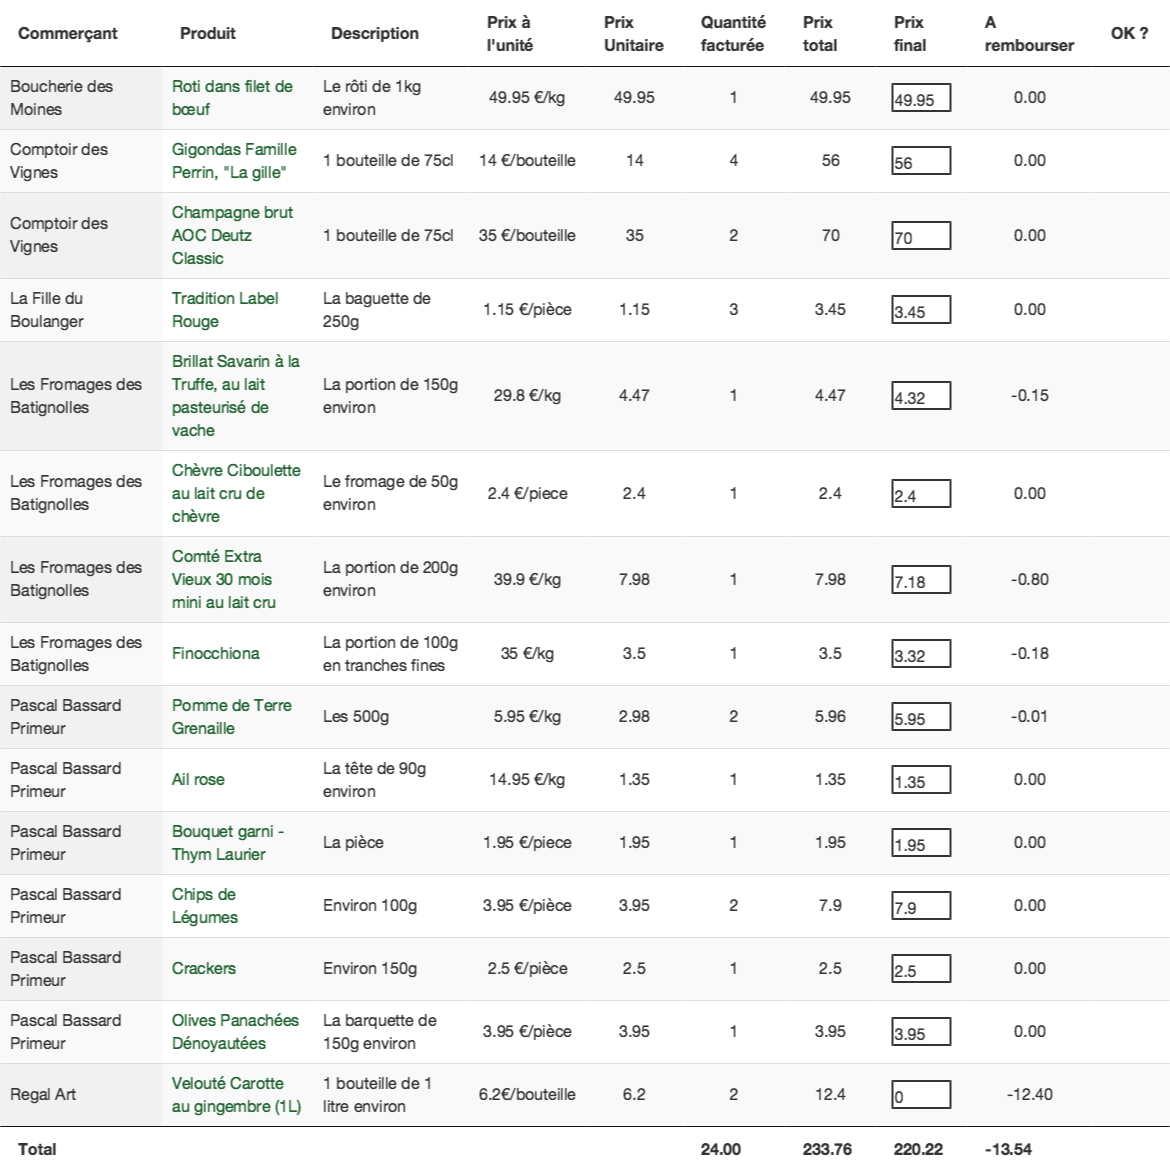 Commerçant Produit Description Prix à l'unité Prix Unitaire Quantité facturée Prix total Prix final A rembourser OK ?
Boucherie des Moines Roti dans filet de bœuf Le rôti de 1kg environ 49.95 €/kg 49.95 1 49.95 49.95 0.00
Comptoir des Vignes Gigondas Famille Perrin, "La gille" 1 bouteille de 75cl 14 €/bouteille 14 4 56 56 0.00
Comptoir des Vignes Champagne brut AOC Deutz Classic 1 bouteille de 75cl 35 €/bouteille 35 2 70 70 0.00
La Fille du Boulanger Tradition Label Rouge La baguette de 250g 1.15 €/pièce 1.15 3 3.45 3.45 0.00
Les Fromages des Batignolles Brillat Savarin à la Truffe, au lait pasteurisé de vache La portion de 150g environ 29.8 €/kg 4.47 1 4.47 4.32 -0.15
Les Fromages des Batignolles Chèvre Ciboulette au lait cru de chèvre Le fromage de 50g environ 2.4 €/piece 2.4 1 2.4 2.4 0.00
Les Fromages des Batignolles Comté Extra Vieux 30 mois mini au lait cru La portion de 200g environ 39.9 €/kg 7.98 1 7.98 7.18 -0.80
Les Fromages des Batignolles Finocchiona La portion de 100g en tranches fines 35 €/kg 3.5 1 3.5 3.32 -0.18
Pascal Bassard Primeur Pomme de Terre Grenaille Les 500g 5.95 €/kg 2.98 2 5.96 5.95 -0.01
Pascal Bassard Primeur Ail rose La tête de 90g environ 14.95 €/kg 1.35 1 1.35 1.35 0.00
Pascal Bassard Primeur Bouquet garni - Thym Laurier La pièce 1.95 €/piece 1.95 1 1.95 1.95 0.00
Pascal Bassard Primeur Chips de Légumes Environ 100g 3.95 €/pièce 3.95 2 7.9 7.9 0.00
Pascal Bassard Primeur Crackers Environ 150g 2.5 €/pièce 2.5 1 2.5 2.5 0.00
Pascal Bassard Primeur Olives Panachées Dénoyautées La barquette de 150g environ 3.95 €/pièce 3.95 1 3.95 3.95 0.00
Regal Art Velouté Carotte au gingembre (1L) 1 bouteille de 1 litre environ 6.2€/bouteille 6.2 2 12.4 0 -12.40
Total 24.00 233.76 220.22 -13.54